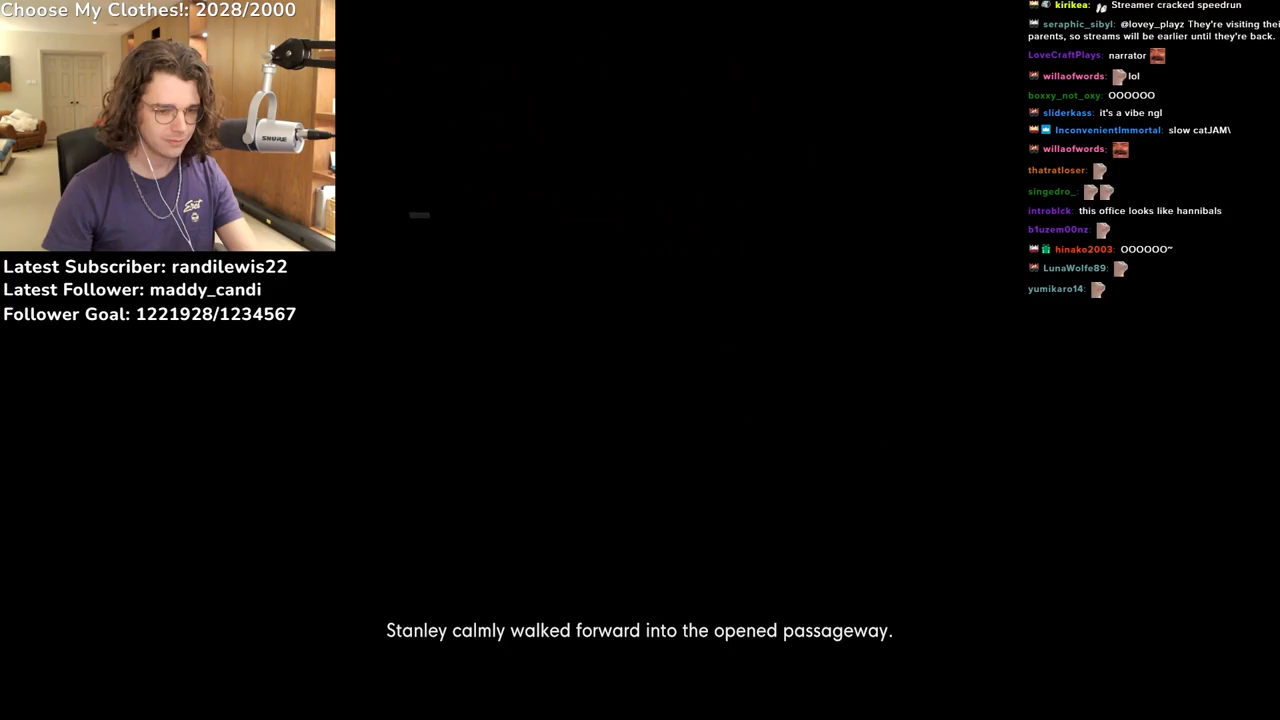 Choose My Clothes!: 2028/2000
SHURE
Eret
Latest Subscriber: randilewis22
Latest Follower: maddy_candi
Follower Goal: 1221928/1234567
kirikea: Streamer cracked speedrun
seraphic_sibyl: @lovey_playz They're visiting thei
parents, so streams will be earlier until they're back.
LoveCraftPlays: narrator
willaofwords: lol
boxxy_not_oxy: OOOOOO
sliderkass: it's a vibe ngl
InconvenientImmortal: slow catJAM\
willaofwords:
thatratloser:
singedro_:
introblck: this office looks like hannibals
b1uzem00nz:
hinako2003: OOOOOO~
LunaWolfe89:
yumikaro14:
Stanley calmly walked forward into the opened passageway.